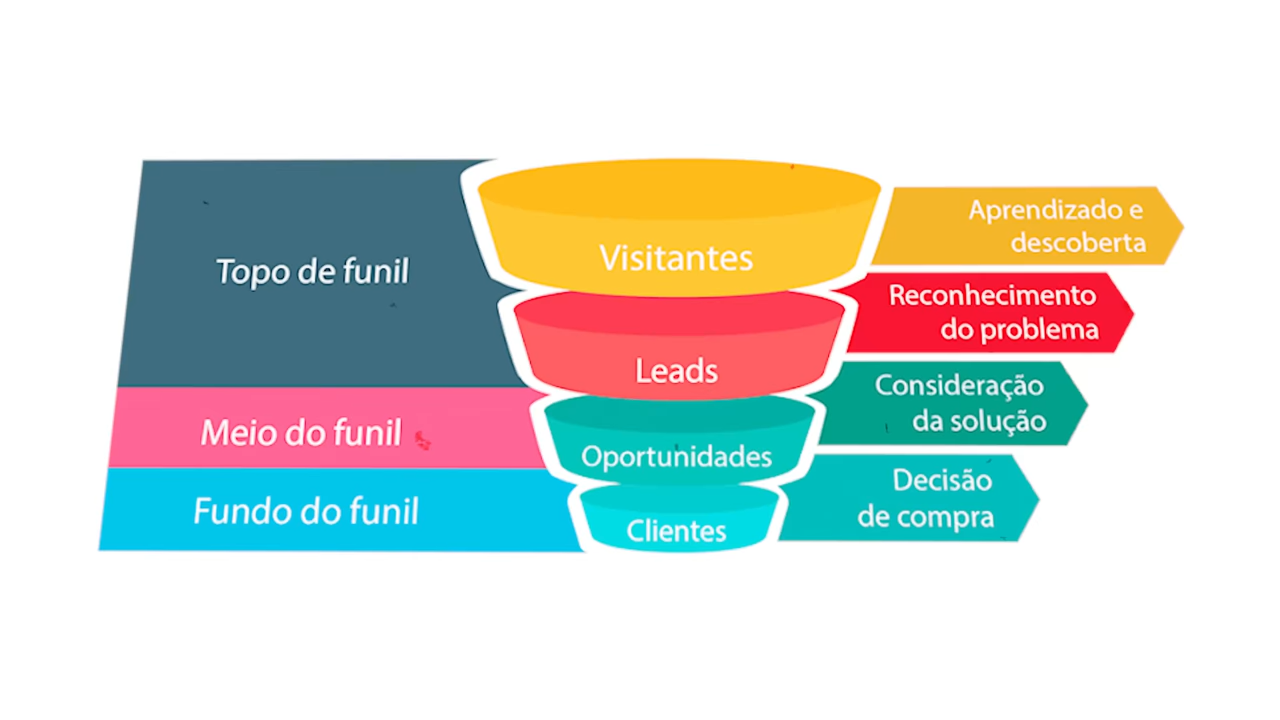 Topo de funil
Meio do funil
Fundo do funil
Visitantes
Leads
Oportunidades
Clientes
Aprendizado e
descoberta
Reconhecimento
do problema
Consideração
da solução
Decisão
de compra